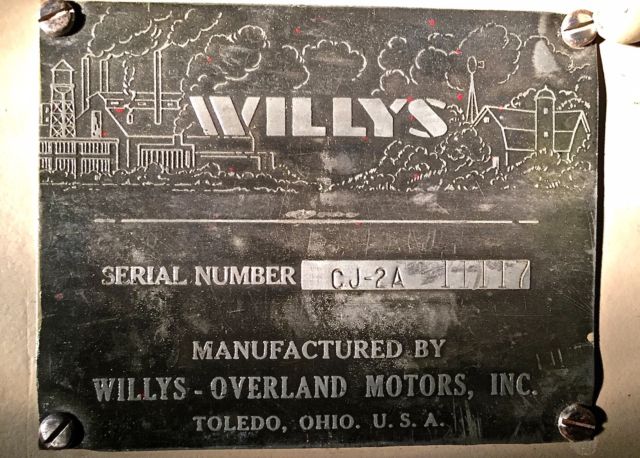 WILLYS
SERIAL NUMBER CJ-2A 11117
MANUFACTURED BY
WILLYS-OVERLAND MOTORS, INC.
TOLEDO, OHIO. U. S. A.